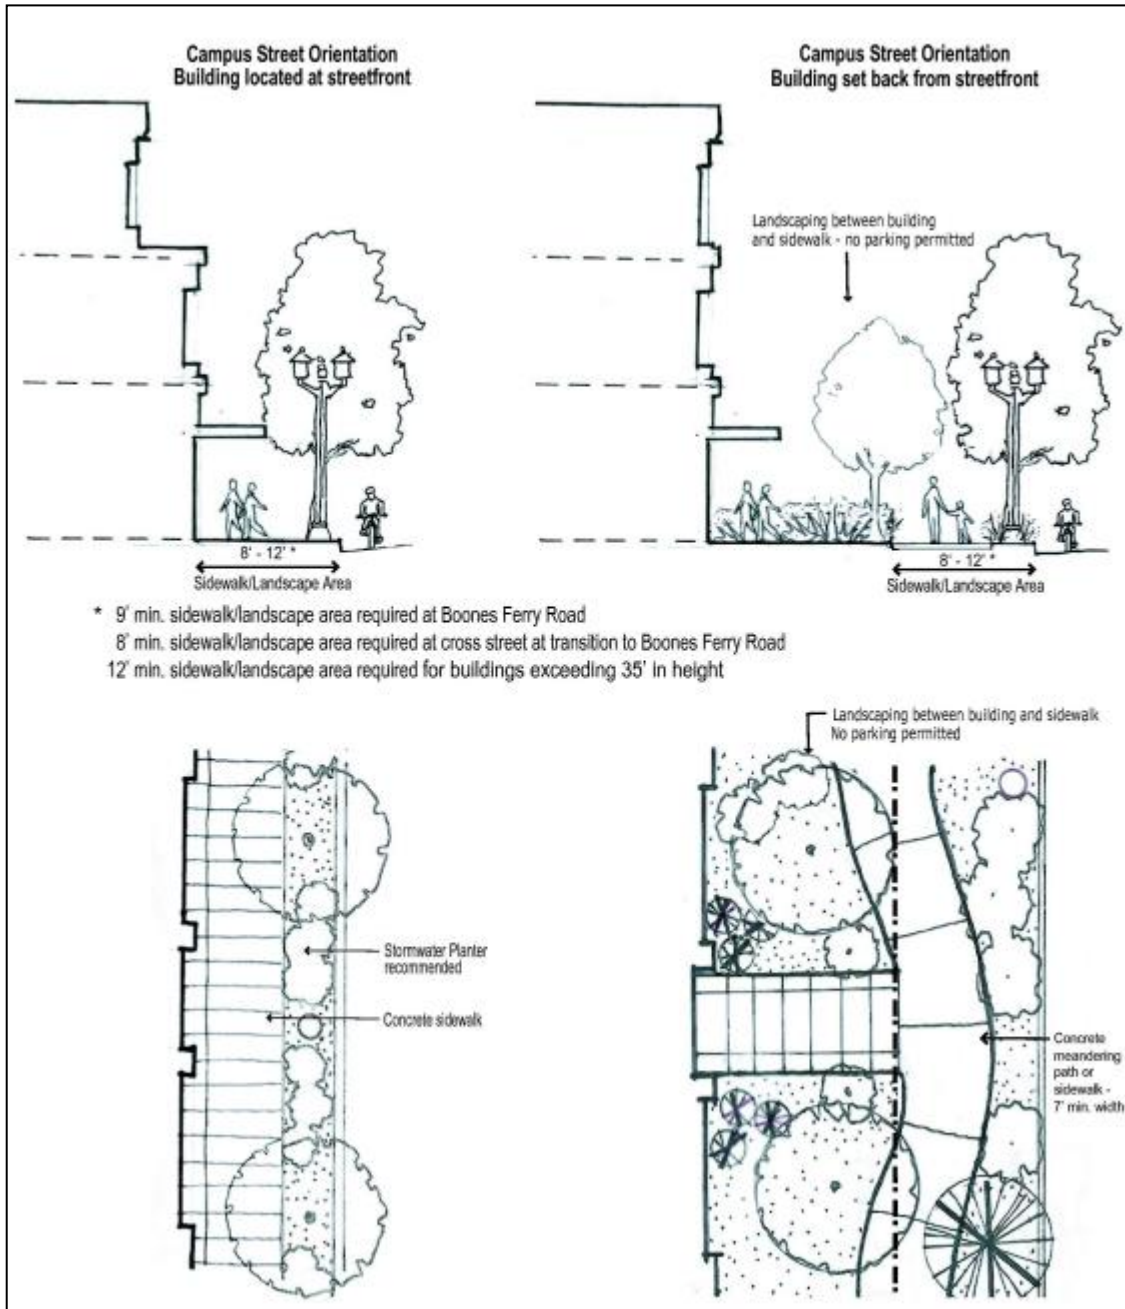 Campus Street Orientation
Building located at streetfront
Campus Street Orientation
Building set back from streetfront
Landscaping between building
and sidewalk - no parking permitted
8' - 12' *
Sidewalk/Landscape Area
8' - 12' *
Sidewalk/Landscape Area
* 9' min. sidewalk/landscape area required at Boones Ferry Road
8' min. sidewalk/landscape area required at cross street at transition to Boones Ferry Road
12' min. sidewalk/landscape area required for buildings exceeding 35' in height
Landscaping between building and sidewalk
No parking permitted
Stormwater Planter
recommended
Concrete sidewalk
Concrete
meandering
path or
sidewalk -
7' min. width